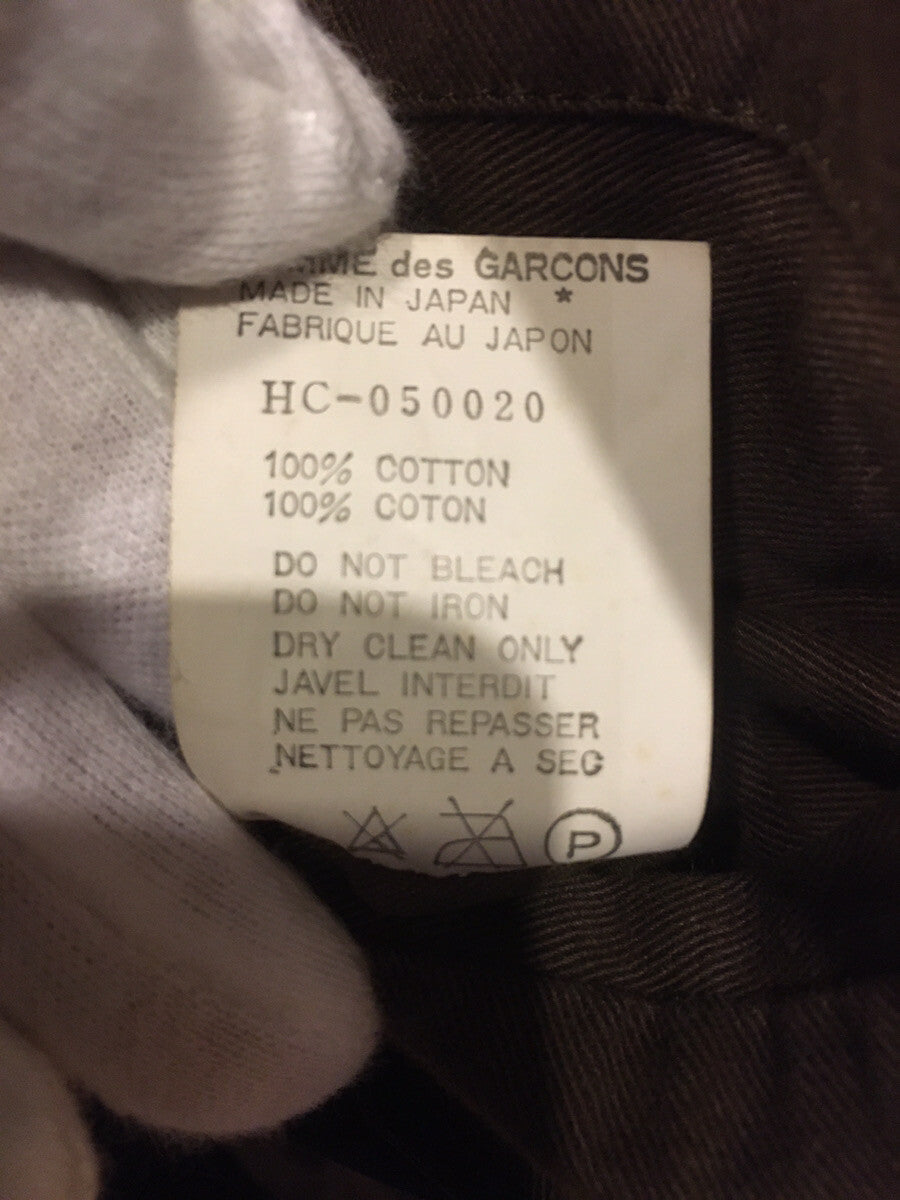 des GARCONS
MADE IN JAPAN *
FABRIQUE AU JAPON
HC-050020
100% COTTON
100% COTON
DO NOT BLEACH
DO NOT IRON
DRY CLEAN ONLY
JAVEL INTERDIT
NE PAS REPASSER
NETTOYAGE A SEC
P